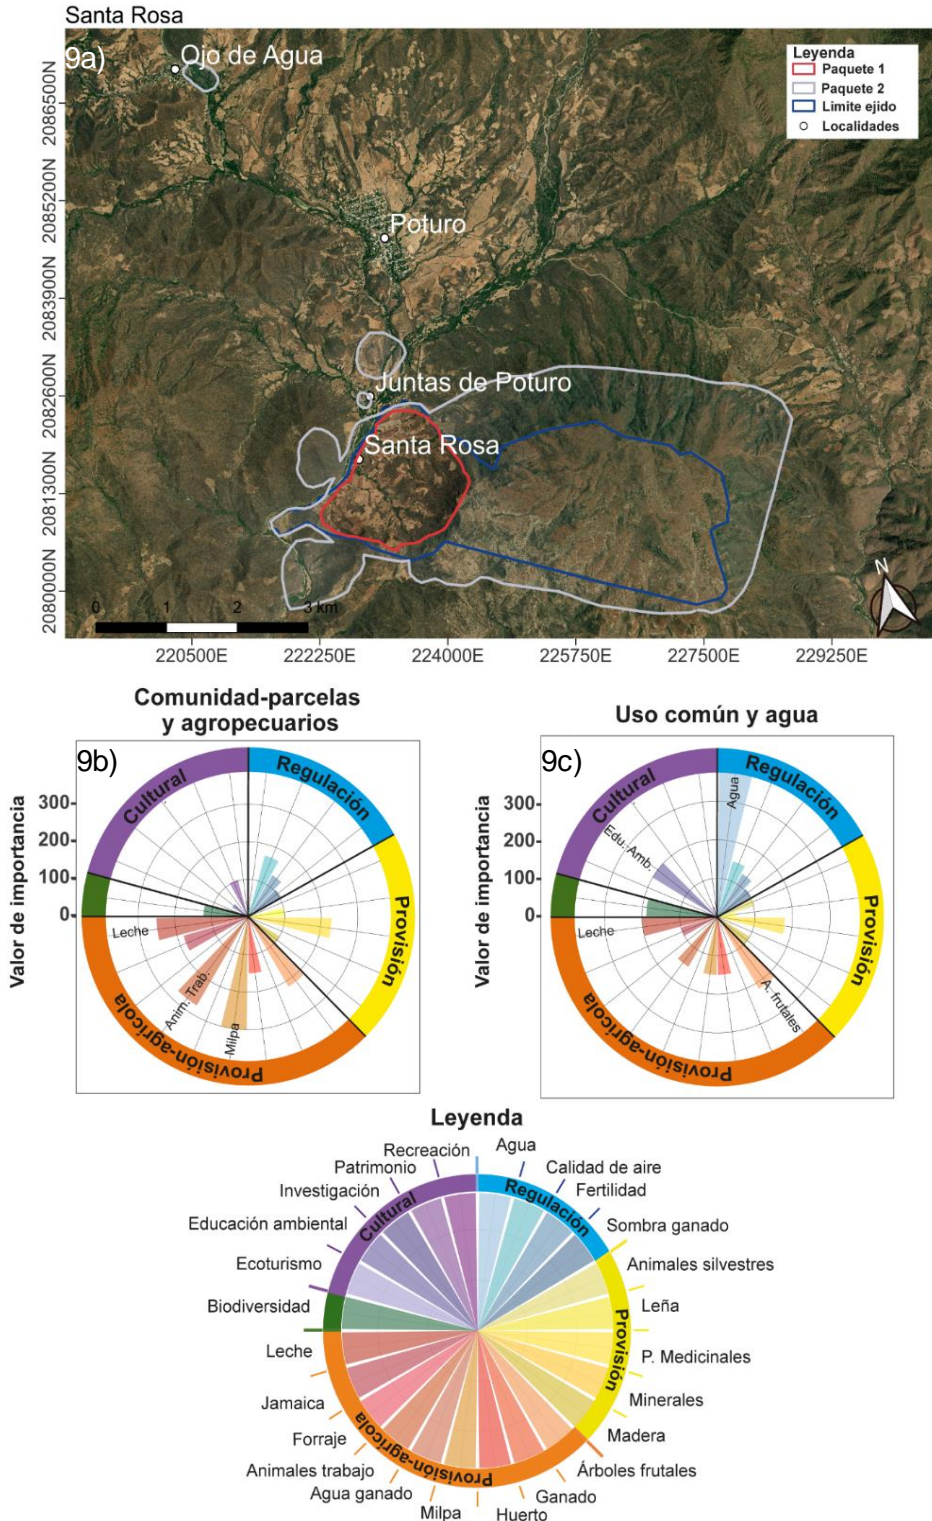 Santa Rosa
9a)
Ojo de Agua
Poturo
Juntas de Poturo
Santa Rosa
Leyenda
Paquete 1
Paquete 2
Limite ejido
Localidades
2086500N
2085200N
2083900N
2082600N
2081300N
2080000N
0 1 2 3 km
N
220500E 222250E 224000E 225750E 227500E 229250E
Comunidad-parcelas
y agropecuarios
9b)
Valor de importancia
300
200
100
0
Cultural
Regulación
Provisión
Provisión-agrícola
Leche
Anim. Trab.
Milpa
Uso común y agua
9c)
Valor de importancia
300
200
100
0
Cultural
Regulación
Provisión
Provisión-agrícola
Agua
Edu. Amb.
Leche
A. frutales
Leyenda
Cultural
Regulación
Provisión
Provisión-agrícola
Agua
Calidad de aire
Fertilidad
Sombra ganado
Animales silvestres
Leña
P. Medicinales
Minerales
Madera
Árboles frutales
Ganado
Huerto
Milpa
Agua ganado
Animales trabajo
Forraje
Jamaica
Leche
Biodiversidad
Ecoturismo
Educación ambiental
Investigación
Patrimonio
Recreación